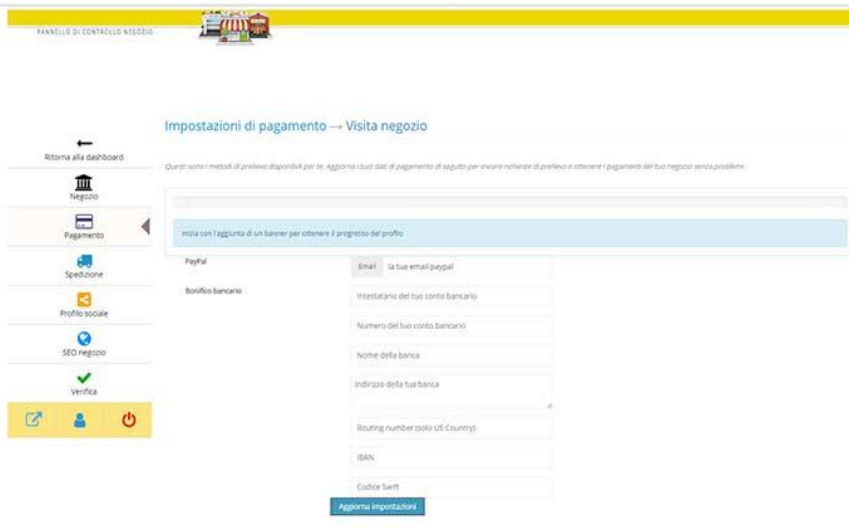 PANNELLO DI CONTROLLO NEGOZIO
Impostazioni di pagamento → Visita negozio
Ritorna alla dashboard
Questi sono i metodi di prelievo disponibili per te. Aggiorna i tuoi dati di pagamento di seguito per inviare richieste di prelievo e ottenere i pagamenti del tuo negozio senza problemi.
Negozio
Pagamento
Inizia con l'aggiunta di un banner per ottenere il progresso del profilo
PayPal
Email la tua email paypal
Spedizione
Bonifico bancario
Intestatario del tuo conto bancario
Profilo sociale
Numero del tuo conto bancario
SEO negozio
Nome della banca
Verifica
Indirizzo della tua banca
Routing number (solo US Country)
IBAN
Codice Swift
Aggiorna impostazioni